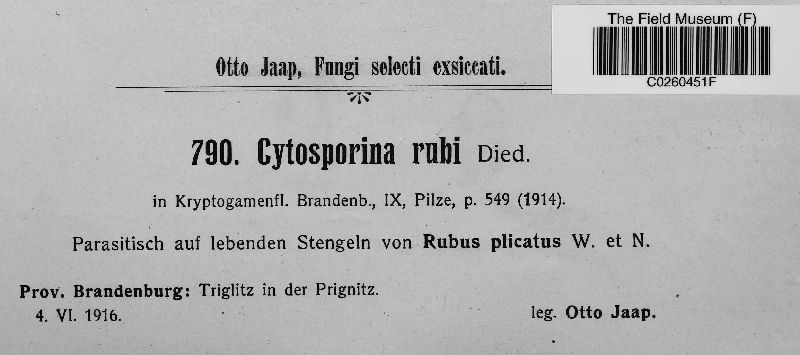 The Field Museum (F)
C0260451F
Otto Jaap, Fungi selecti exsiccati.
790. Cytosporina rubi Died.
in Kryptogamenfl. Brandenb., IX, Pilze, p. 549 (1914).
Parasitisch auf lebenden Stengeln von Rubus plicatus W. et N.
Prov. Brandenburg: Triglitz in der Prignitz.
4. VI. 1916.
leg. Otto Jaap.